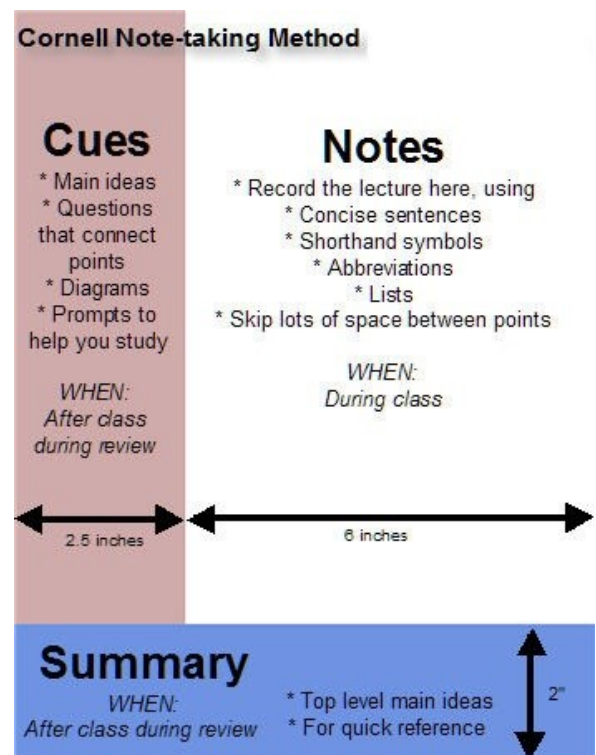 Cornell Note-taking Method
Cues
* Main ideas
* Questions
that connect
points
* Diagrams
* Prompts to
help you study
WHEN:
After class
during review
Notes
* Record the lecture here, using
* Concise sentences
* Shorthand symbols
* Abbreviations
* Lists
* Skip lots of space between points
WHEN:
During class
2.5 inches
6 inches
Summary
WHEN:
After class during review
* Top level main ideas
* For quick reference
2"